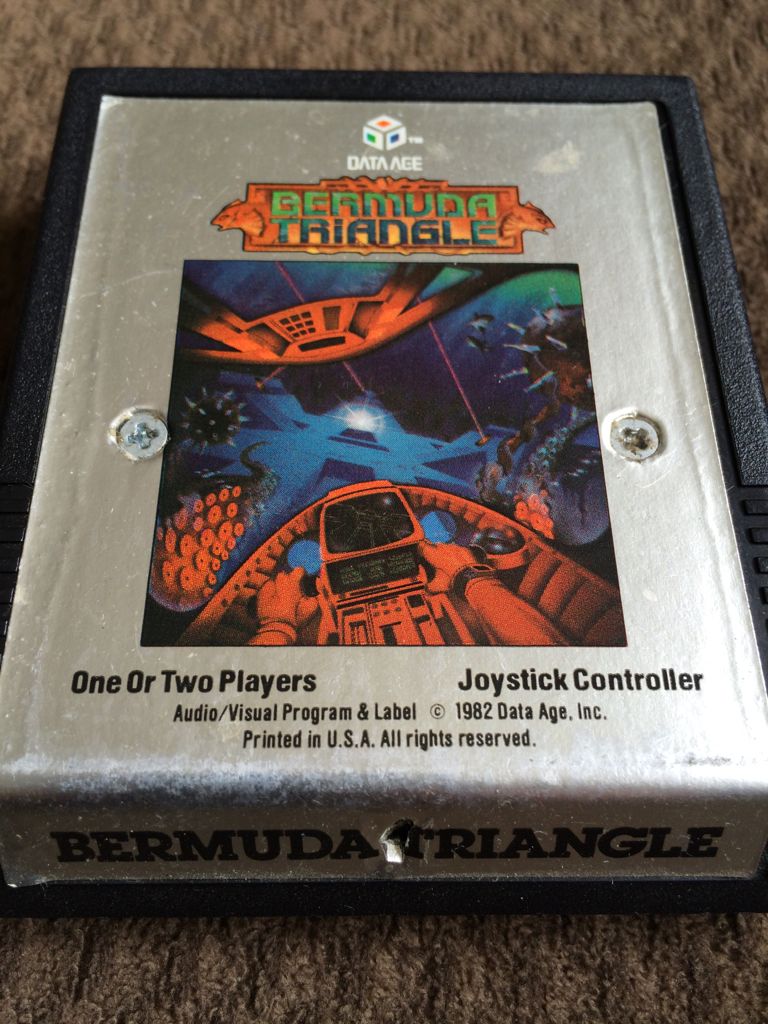 TM
DATA AGE
BERMUDA
TRIANGLE
One Or Two Players Joystick Controller
Audio/Visual Program & Label © 1982 Data Age, Inc.
Printed in U.S.A. All rights reserved.
BERMUDA TRIANGLE